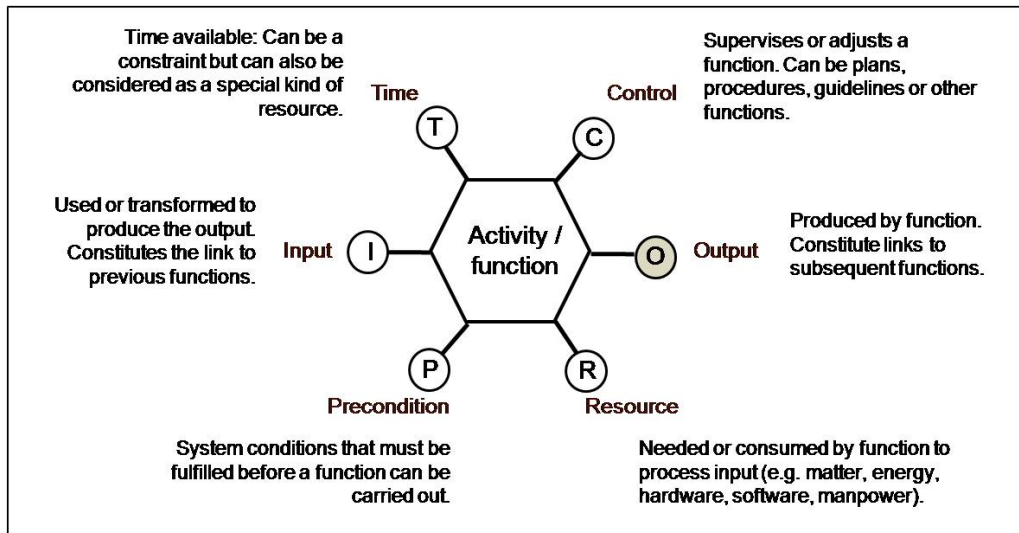 Time available: Can be a
constraint but can also be
considered as a special kind of
resource.
Time
T
Supervises or adjusts a
function. Can be plans,
procedures, guidelines or other
functions.
Control
C
Used or transformed to
produce the output.
Constitutes the link to
previous functions.
Input
I
Activity /
function
O
Output
Produced by function.
Constitute links to
subsequent functions.
P
Precondition
System conditions that must be
fulfilled before a function can be
carried out.
R
Resource
Needed or consumed by function to
process input (e.g. matter, energy,
hardware, software, manpower).